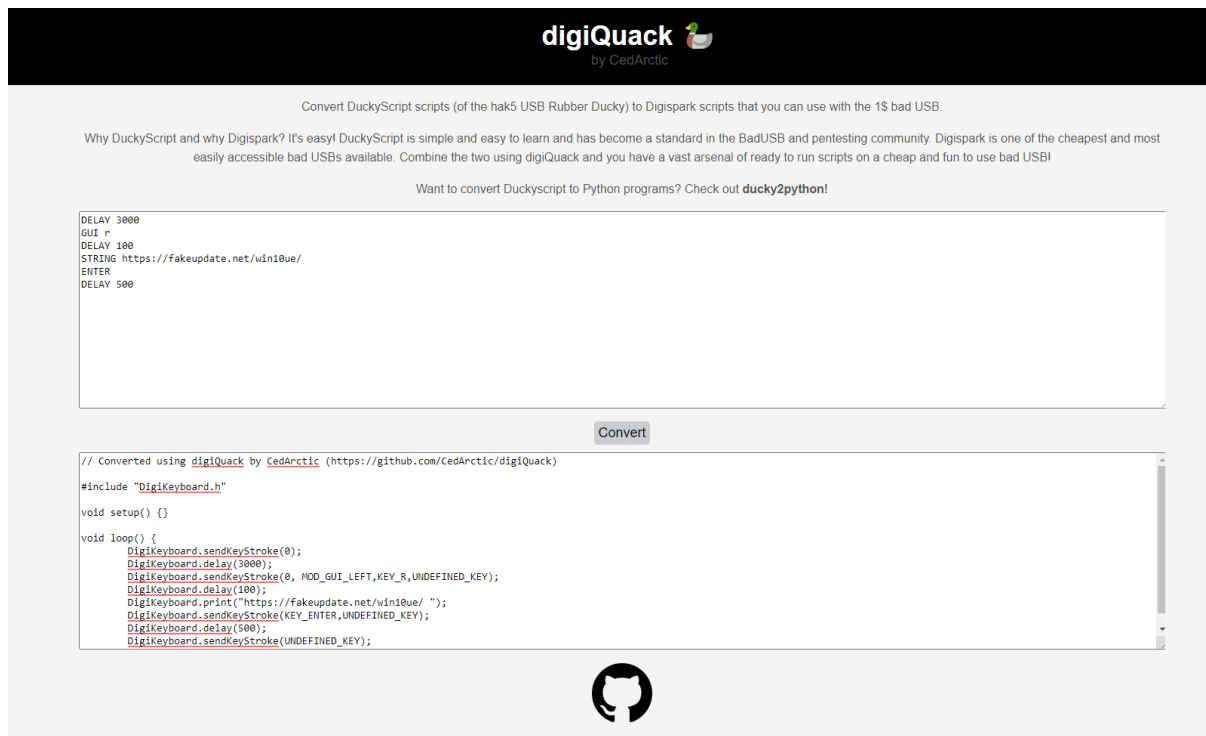 digiQuack
by CedArctic
Convert DuckyScript scripts (of the hak5 USB Rubber Ducky) to Digispark scripts that you can use with the 1$ bad USB.
Why DuckyScript and why Digispark? It's easy! DuckyScript is simple and easy to learn and has become a standard in the BadUSB and pentesting community. Digispark is one of the cheapest and most
easily accessible bad USBs available. Combine the two using digiQuack and you have a vast arsenal of ready to run scripts on a cheap and fun to use bad USB!
Want to convert Duckyscript to Python programs? Check out ducky2python!
DELAY 3000
GUI r
DELAY 100
STRING https://fakeupdate.net/win10ue/
ENTER
DELAY 500
Convert
// Converted using digiQuack by CedArctic (https://github.com/CedArctic/digiQuack)
#include "DigiKeyboard.h"
void setup() {}
void loop() {
DigiKeyboard.sendKeyStroke(0);
DigiKeyboard.delay(3000);
DigiKeyboard.sendKeyStroke(0, MOD_GUI_LEFT,KEY_R,UNDEFINED_KEY);
DigiKeyboard.delay(100);
DigiKeyboard.print("https://fakeupdate.net/win10ue/ ");
DigiKeyboard.sendKeyStroke(KEY_ENTER,UNDEFINED_KEY);
DigiKeyboard.delay(500);
DigiKeyboard.sendKeyStroke(UNDEFINED_KEY);